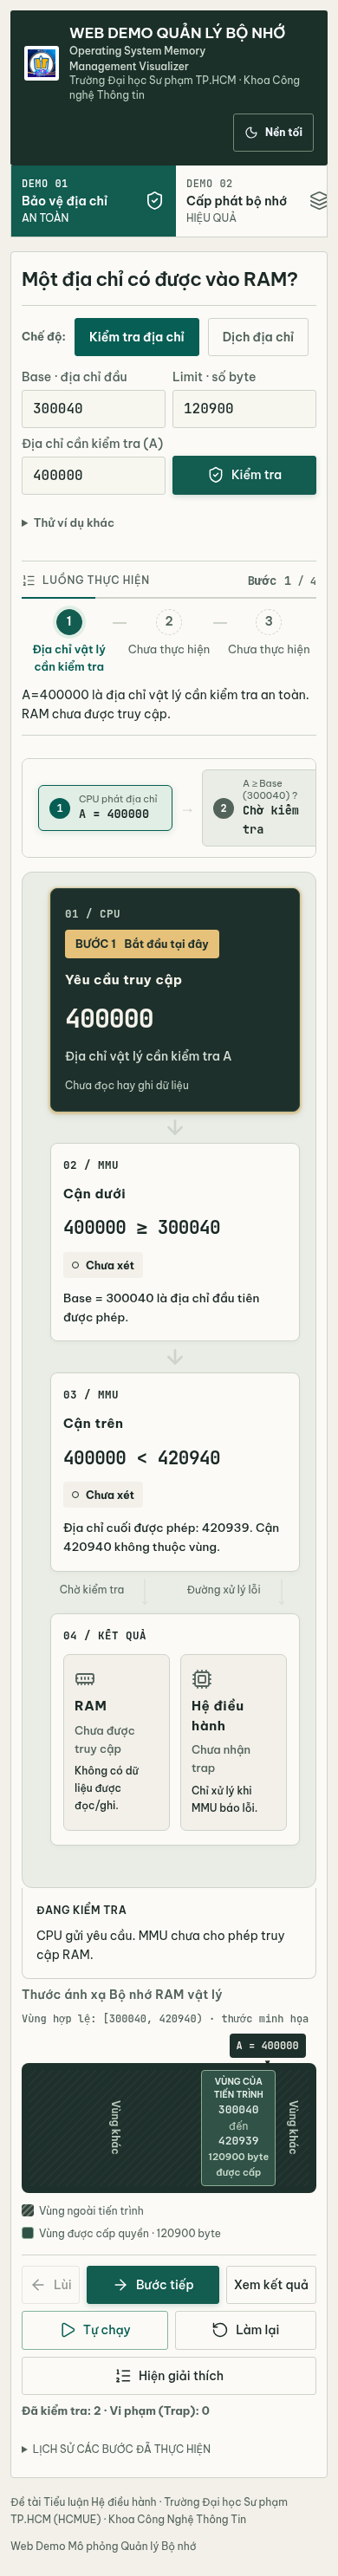 WEB DEMO QUẢN LÝ BỘ NHỚ
Operating System Memory
Management Visualizer
Trường Đại học Sư phạm TP.HCM · Khoa Công
nghệ Thông tin
Nền tối
DEMO 01
Bảo vệ địa chỉ
AN TOÀN
DEMO 02
Cấp phát bộ nhớ
HIỆU QUẢ
Một địa chỉ có được vào RAM?
Chế độ:
Kiểm tra địa chỉ
Dịch địa chỉ
Base · địa chỉ đầu
Limit · số byte
300040
120900
Địa chỉ cần kiểm tra (A)
400000
Kiểm tra
Thử ví dụ khác
LUỒNG THỰC HIỆN
Bước 1 / 4
1
2
3
Địa chỉ vật lý
cần kiểm tra
Chưa thực hiện
Chưa thực hiện
A=400000 là địa chỉ vật lý cần kiểm tra an toàn.
RAM chưa được truy cập.
1
CPU phát địa chỉ
A = 400000
2
A ≥ Base
(300040) ?
Chờ kiểm
tra
01 / CPU
BƯỚC 1 Bắt đầu tại đây
Yêu cầu truy cập
400000
Địa chỉ vật lý cần kiểm tra A
Chưa đọc hay ghi dữ liệu
02 / MMU
Cận dưới
400000 ≥ 300040
Chưa xét
Base = 300040 là địa chỉ đầu tiên
được phép.
03 / MMU
Cận trên
400000 < 420940
Chưa xét
Địa chỉ cuối được phép: 420939. Cận
420940 không thuộc vùng.
Chờ kiểm tra
Đường xử lý lỗi
04 / KẾT QUẢ
RAM
Chưa được
truy cập
Không có dữ
liệu được
đọc/ghi.
Hệ điều
hành
Chưa nhận
trap
Chỉ xử lý khi
MMU báo lỗi.
ĐANG KIỂM TRA
CPU gửi yêu cầu. MMU chưa cho phép truy
cập RAM.
Thước ánh xạ Bộ nhớ RAM vật lý
Vùng hợp lệ: [300040, 420940) · thước minh họa
A = 400000
Vùng khác
VÙNG CỦA
TIẾN TRÌNH
300040
đến
420939
120900 byte
được cấp
Vùng khác
Vùng ngoài tiến trình
Vùng được cấp quyền · 120900 byte
Lùi
Bước tiếp
Xem kết quả
Tự chạy
Làm lại
Hiện giải thích
Đã kiểm tra: 2 · Vi phạm (Trap): 0
LỊCH SỬ CÁC BƯỚC ĐÃ THỰC HIỆN
Đề tài Tiểu luận Hệ điều hành · Trường Đại học Sư phạm
TP.HCM (HCMUE) · Khoa Công Nghệ Thông Tin
Web Demo Mô phỏng Quản lý Bộ nhớ